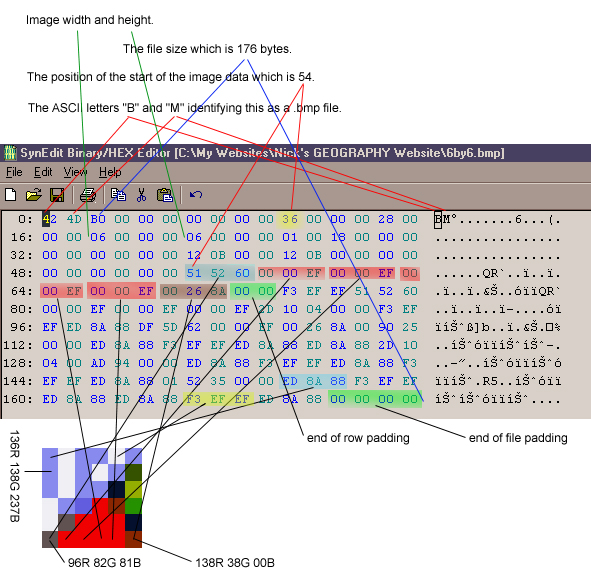 Image width and height.
The file size which is 176 bytes.
The position of the start of the image data which is 54.
The ASCI letters "B" and "M" identifying this as a .bmp file.
SynEdit Binary/HEX Editor [C:\My Websites\Nick's GEOGRAPHY Website\6by6.bmp]
File Edit View Help
0: 42 4D B0 00 00 00 00 00 00 00 36 00 00 00 28 00 BM°.......6...(.
16: 00 00 06 00 00 00 06 00 00 00 01 00 18 00 00 00 ................
32: 00 00 00 00 00 00 12 0B 00 00 12 0B 00 00 00 00 ................
48: 00 00 00 00 00 00 51 52 60 00 00 EF 00 00 EF 00 ......QR`..ï..ï.
64: 00 EF 00 00 EF 00 26 8A 00 00 F3 EF EF 51 52 60 .ï..ï.&Š..óïïQR`
80: 00 00 EF 00 00 EF 00 00 EF 2D 10 04 00 00 F3 EF ..ï..ï..ï-....óï
96: EF ED 8A 88 DF 5D 62 00 00 EF 00 26 8A 00 90 25 
112: 00 00 ED 8A 88 F3 EF EF ED 8A 88 ED 8A 88 2D 10 
128: 04 00 AD 94 00 00 ED 8A 88 F3 EF EF ED 8A 88 F3 
144: EF EF ED 8A 88 01 52 35 00 00 ED 8A 88 F3 EF EF 
160: ED 8A 88 ED 8A 88 F3 EF EF ED 8A 88 00 00 00 00 
end of row padding
end of file padding
138R 138G 237B
96R 82G 81B
138R 38G 00B